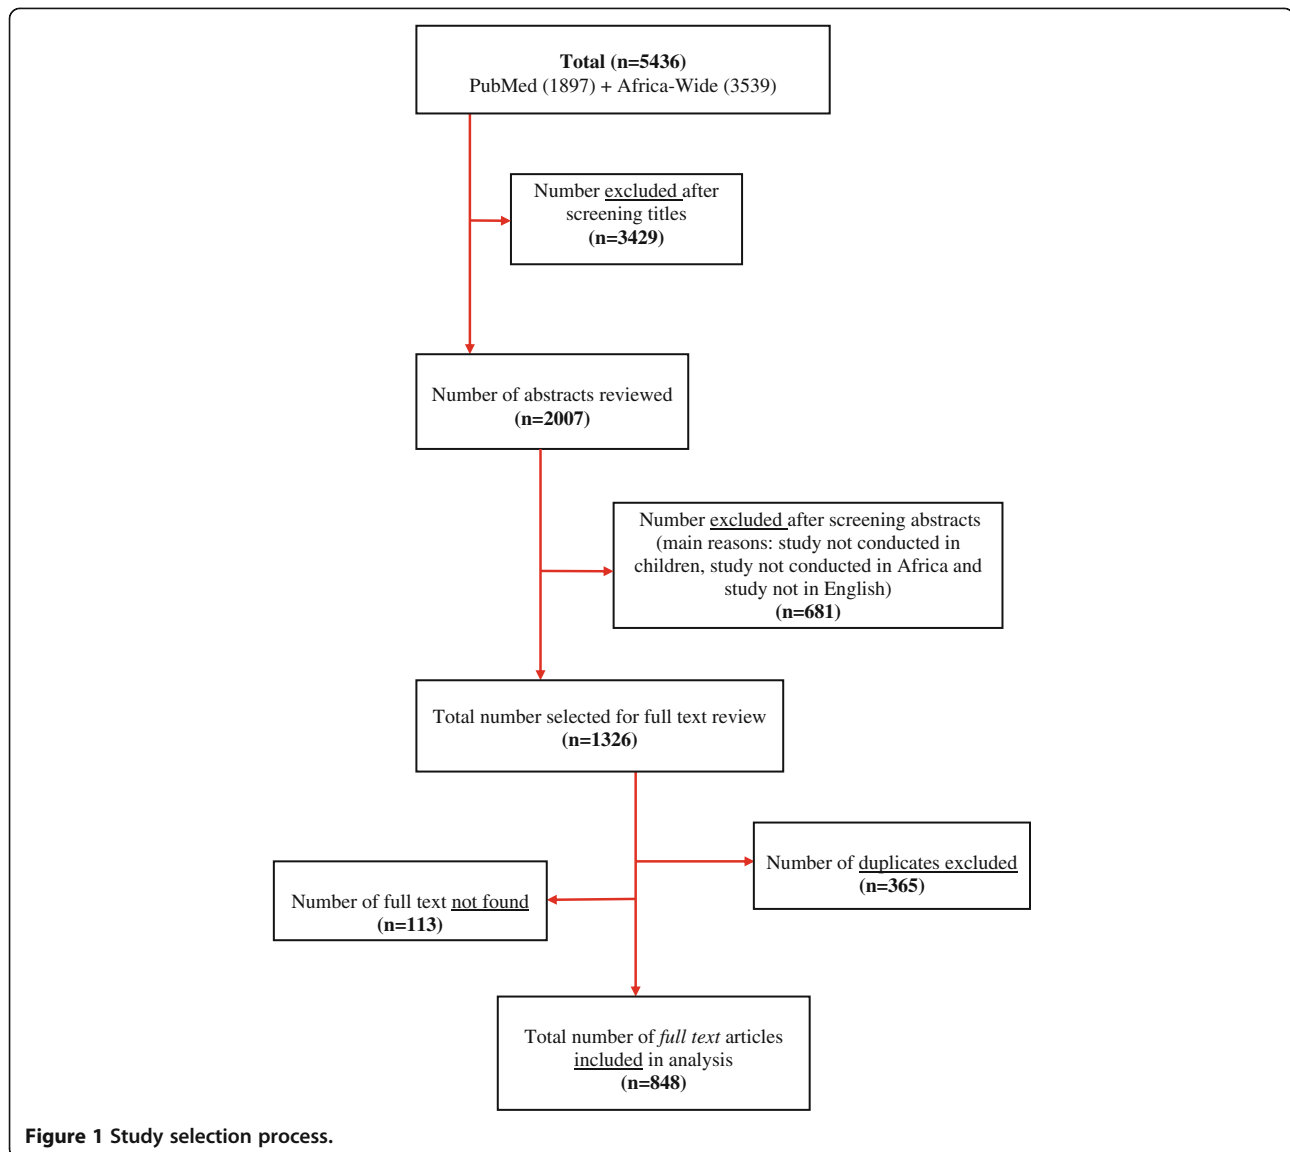 Total (n=5436)
PubMed (1897) + Africa-Wide (3539)
Number excluded after
screening titles
(n=3429)
Number of abstracts reviewed
(n=2007)
Number excluded after screening abstracts
(main reasons: study not conducted in
children, study not conducted in Africa and
study not in English)
(n=681)
Total number selected for full text review
(n=1326)
Number of duplicates excluded
(n=365)
Number of full text not found
(n=113)
Total number of full text articles
included in analysis
(n=848)
Figure 1 Study selection process.